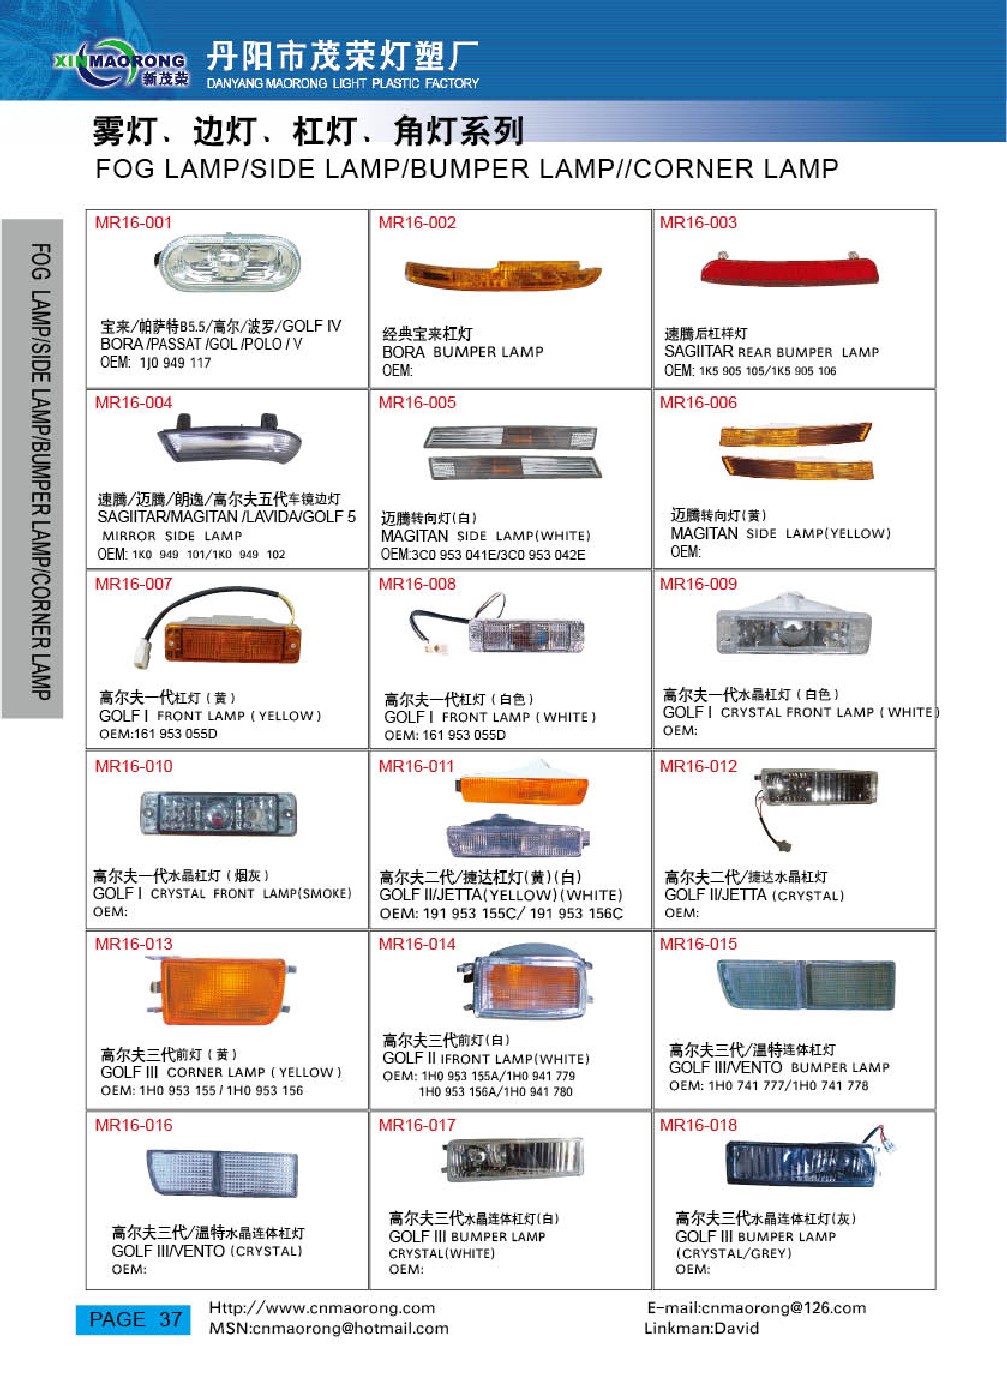 XINMAORONG
新茂荣
丹阳市茂荣灯塑厂
DANYANG MAORONG LIGHT PLASTIC FACTORY
雾灯、边灯、杠灯、角灯系列
FOG LAMP/SIDE LAMP/BUMPER LAMP//CORNER LAMP
FOG LAMP/SIDE LAMP/BUMPER LAMP/CORNER LAMP
MR16-001
宝来/帕萨特B5.5/高尔/波罗/GOLF IV
BORA /PASSAT /GOL /POLO / V
OEM: 1J0 949 117
MR16-002
经典宝来杠灯
BORA BUMPER LAMP
OEM:
MR16-003
速腾后杠样灯
SAGIITAR REAR BUMPER LAMP
OEM: 1K5 905 105/1K5 905 106
MR16-004
速腾/迈腾/朗逸/高尔夫五代车镜边灯
SAGIITAR/MAGITAN /LAVIDA/GOLF 5
MIRROR SIDE LAMP
OEM: 1K0 949 101/1K0 949 102
MR16-005
迈腾转向灯(白)
MAGITAN SIDE LAMP(WHITE)
OEM:3C0 953 041E/3C0 953 042E
MR16-006
迈腾转向灯(黄)
MAGITAN SIDE LAMP(YELLOW)
OEM:
MR16-007
高尔夫一代杠灯(黄)
GOLF I FRONT LAMP (YELLOW)
OEM:161 953 055D
MR16-008
高尔夫一代杠灯(白色)
GOLF I FRONT LAMP (WHITE)
OEM: 161 953 055D
MR16-009
高尔夫一代水晶杠灯(白色)
GOLF I CRYSTAL FRONT LAMP (WHITE)
OEM:
MR16-010
高尔夫一代水晶杠灯(烟灰)
GOLF I CRYSTAL FRONT LAMP(SMOKE)
OEM:
MR16-011
高尔夫二代/捷达杠灯(黄)(白)
GOLF II/JETTA(YELLOW)(WHITE)
OEM: 191 953 155C/ 191 953 156C
MR16-012
高尔夫二代/捷达水晶杠灯
GOLF II/JETTA (CRYSTAL)
OEM:
MR16-013
高尔夫三代前灯(黄)
GOLF III CORNER LAMP (YELLOW)
OEM: 1H0 953 155 / 1H0 953 156
MR16-014
高尔夫三代前灯(白)
GOLF II IFRONT LAMP(WHITE)
OEM: 1H0 953 155A/1H0 941 779
1H0 953 156A/1H0 941 780
MR16-015
高尔夫三代/温特连体杠灯
GOLF III/VENTO BUMPER LAMP
OEM: 1H0 741 777/1H0 741 778
MR16-016
高尔夫三代/温特水晶连体杠灯
GOLF III/VENTO (CRYSTAL)
OEM:
MR16-017
高尔夫三代水晶连体杠灯(白)
GOLF III BUMPER LAMP
CRYSTAL(WHITE)
OEM:
MR16-018
高尔夫三代水晶连体杠灯(灰)
GOLF III BUMPER LAMP
(CRYSTAL/GREY)
OEM:
PAGE 37
Http://www.cnmaorong.com
MSN:cnmaorong@hotmail.com
E-mail:cnmaorong@126.com
Linkman:David